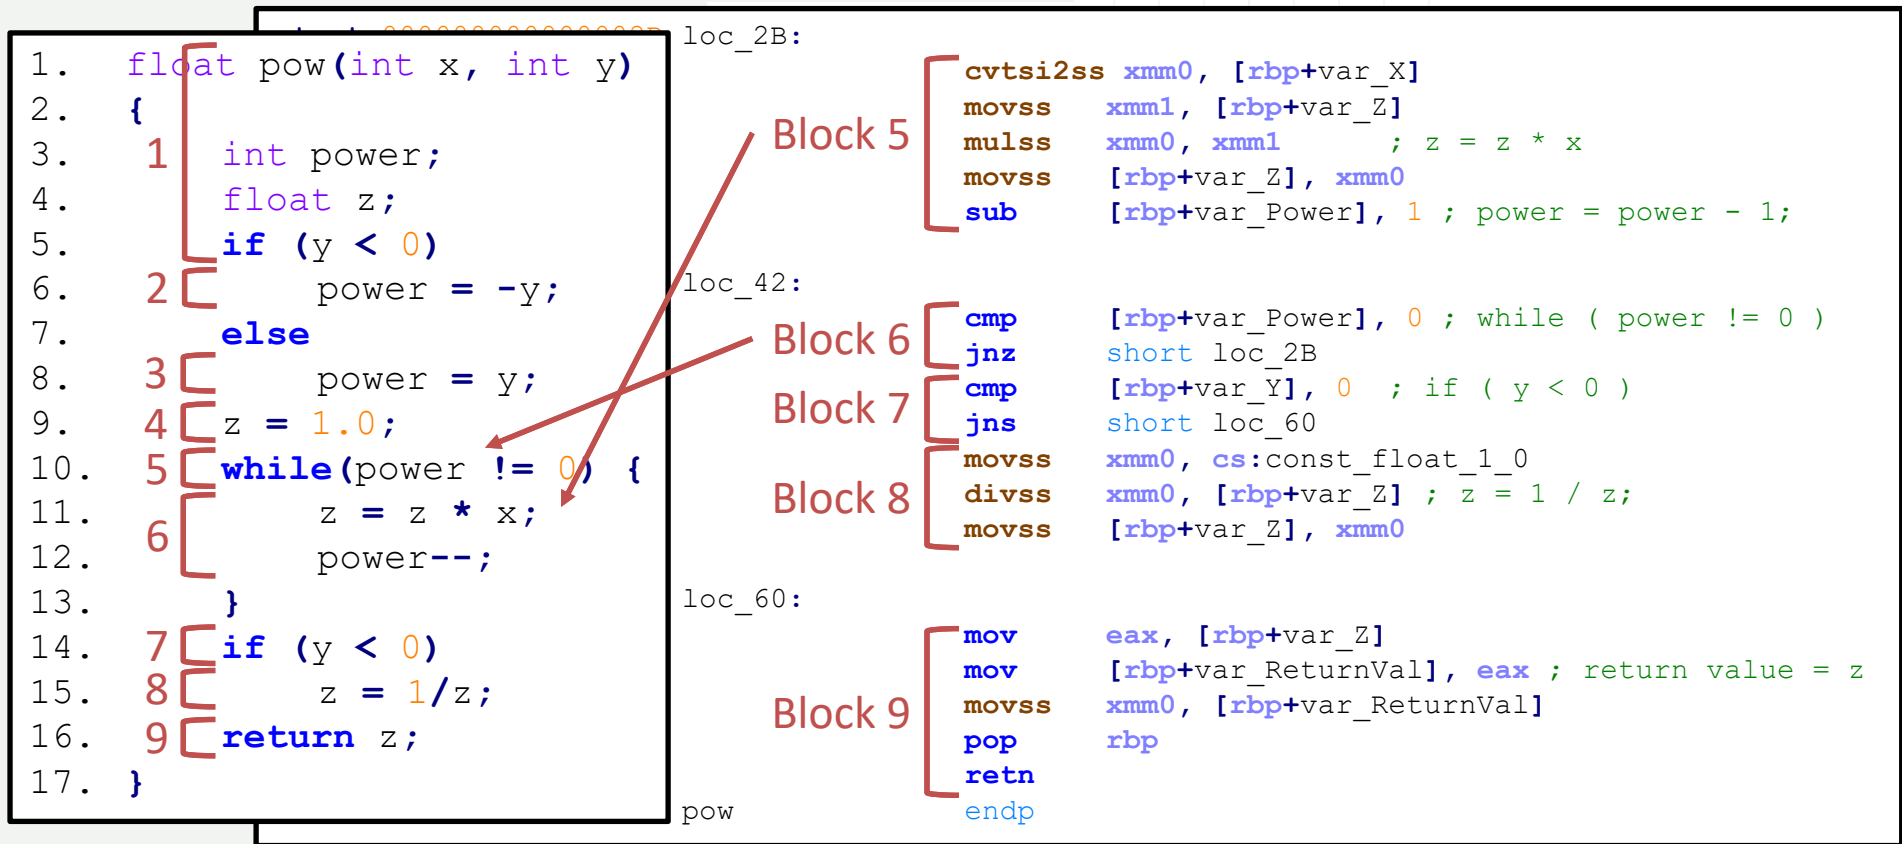 1. float pow(int x, int y)
2. {
3. int power;
4. float z;
5. if (y < 0)
6. power = -y;
7. else
8. power = y;
9. z = 1.0;
10. while(power != 0) {
11. z = z * x;
12. power--;
13. }
14. if (y < 0)
15. z = 1/z;
16. return z;
17. }
1
2
3
4
5
6
7
8
9
loc_2B:
Block 5
cvtsi2ss xmm0, [rbp+var_X]
movss xmm1, [rbp+var_Z]
mulss xmm0, xmm1 ; z = z * x
movss [rbp+var_Z], xmm0
sub [rbp+var_Power], 1 ; power = power - 1;
loc_42:
Block 6
cmp [rbp+var_Power], 0 ; while ( power != 0 )
jnz short loc_2B
Block 7
cmp [rbp+var_Y], 0 ; if ( y < 0 )
jns short loc_60
Block 8
movss xmm0, cs:const_float_1_0
divss xmm0, [rbp+var_Z] ; z = 1 / z;
movss [rbp+var_Z], xmm0
loc_60:
Block 9
mov eax, [rbp+var_Z]
mov [rbp+var_ReturnVal], eax ; return value = z
movss xmm0, [rbp+var_ReturnVal]
pop rbp
retn
pow endp